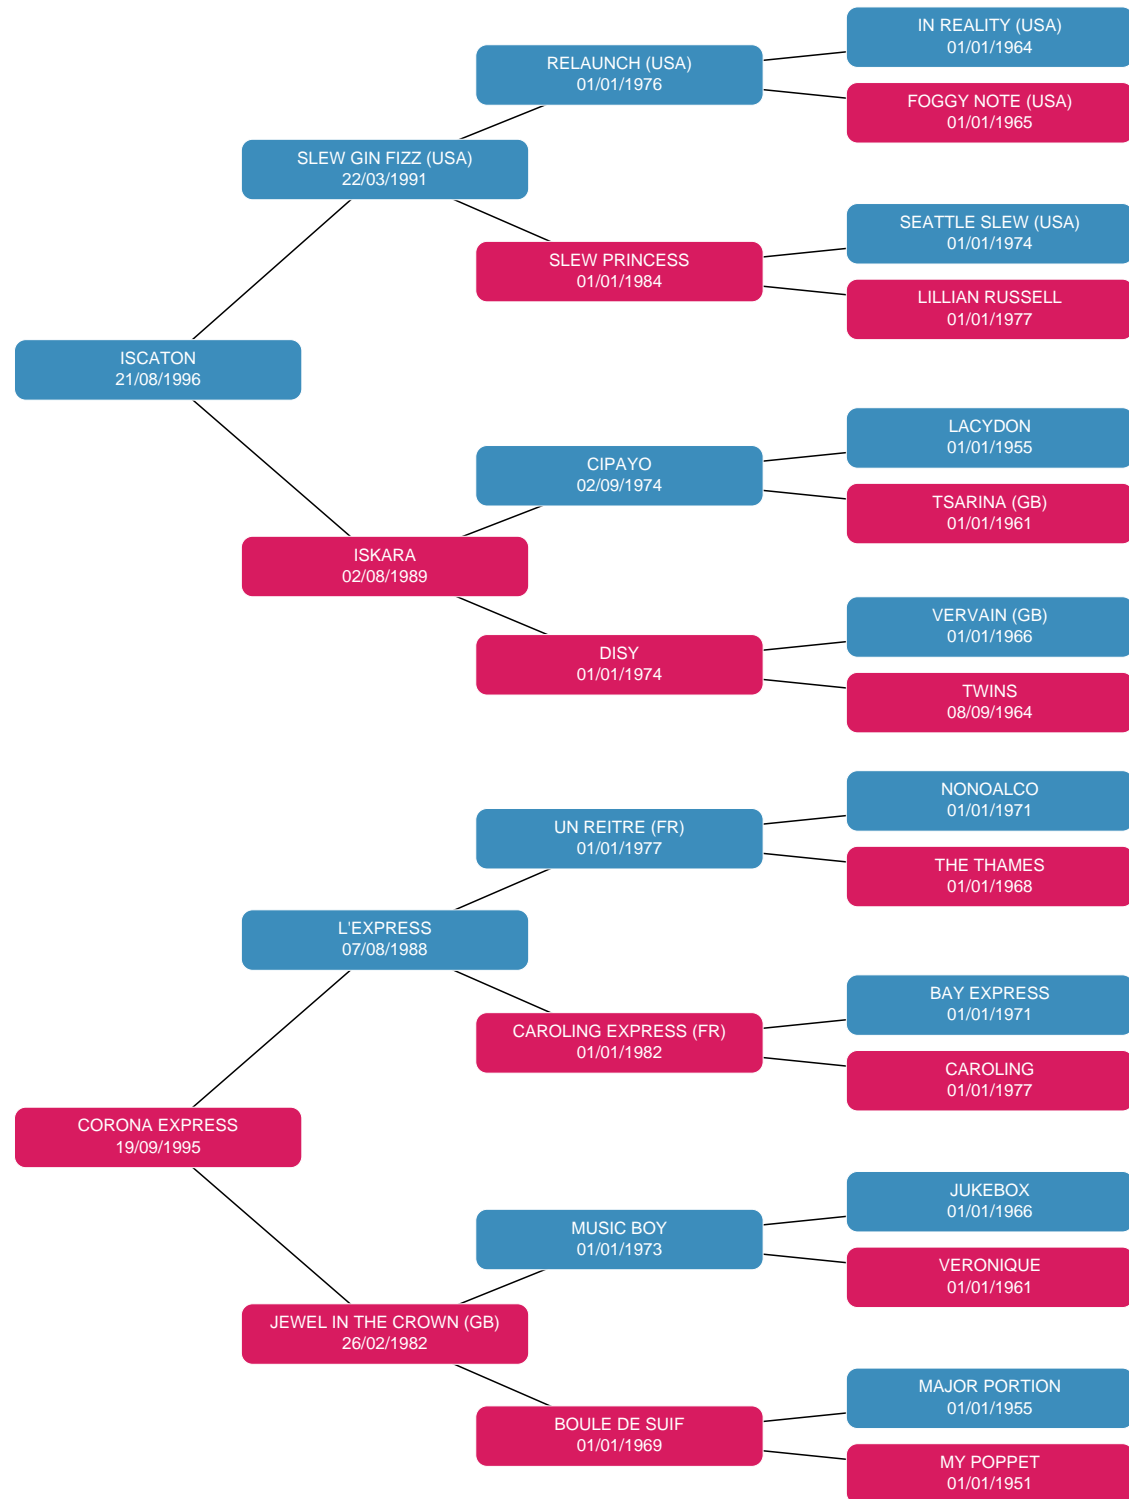 IN REALITY (USA)
01/01/1964
RELAUNCH (USA)
01/01/1976
FOGGY NOTE (USA)
01/01/1965
SLEW GIN FIZZ (USA)
22/03/1991
SEATTLE SLEW (USA)
01/01/1974
SLEW PRINCESS
01/01/1984
LILLIAN RUSSELL
01/01/1977
ISCATON
21/08/1996
LACYDON
01/01/1955
CIPAYO
02/09/1974
TSARINA (GB)
01/01/1961
ISKARA
02/08/1989
VERVAIN (GB)
01/01/1966
DISY
01/01/1974
TWINS
08/09/1964
NONOALCO
01/01/1971
UN REITRE (FR)
01/01/1977
THE THAMES
01/01/1968
L'EXPRESS
07/08/1988
BAY EXPRESS
01/01/1971
CAROLING EXPRESS (FR)
01/01/1982
CAROLING
01/01/1977
CORONA EXPRESS
19/09/1995
JUKEBOX
01/01/1966
MUSIC BOY
01/01/1973
VERONIQUE
01/01/1961
JEWEL IN THE CROWN (GB)
26/02/1982
MAJOR PORTION
01/01/1955
BOULE DE SUIF
01/01/1969
MY POPPET
01/01/1951